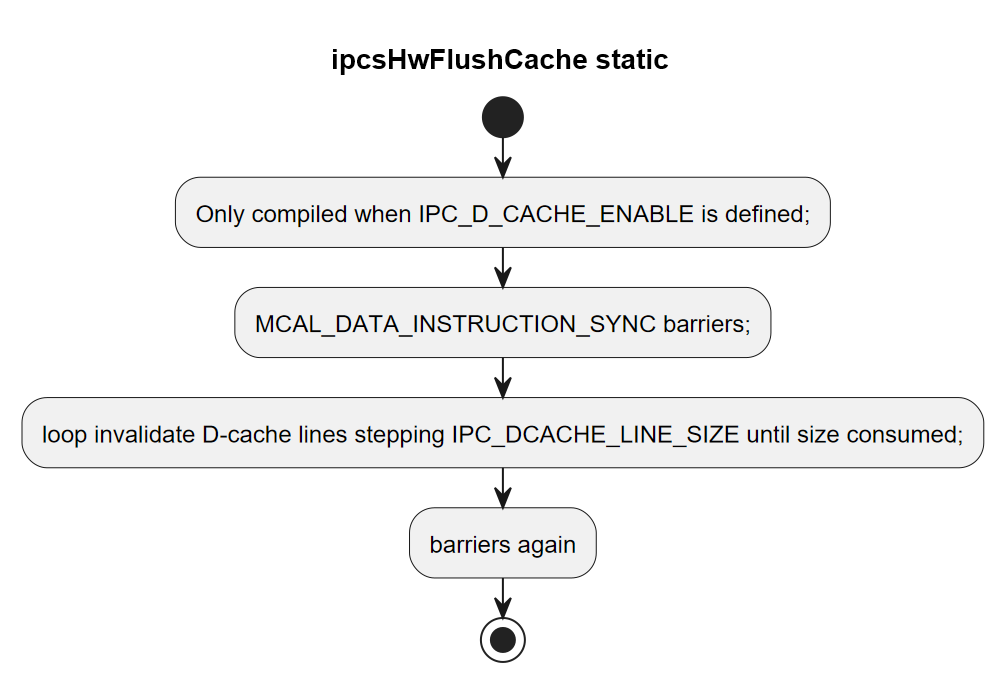 ipcsHwFlushCache static
Only compiled when IPC_D_CACHE_ENABLE is defined;
MCAL_DATA_INSTRUCTION_SYNC barriers;
loop invalidate D-cache lines stepping IPC_DCACHE_LINE_SIZE until size consumed;
barriers again